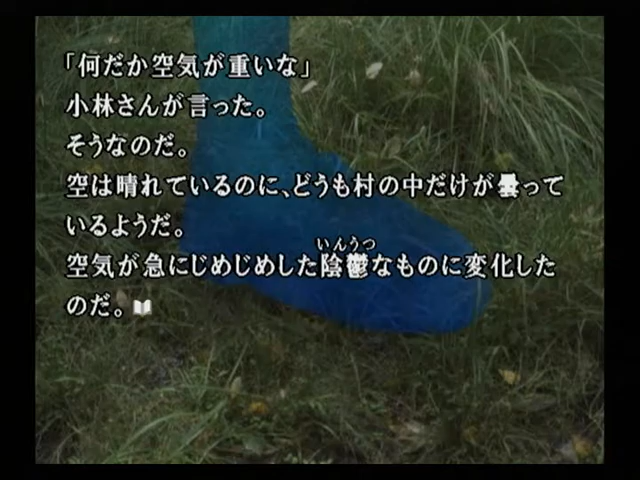 「何だか空気が重いな」
小林さんが言った。
そうなのだ。
空は晴れているのに、どうも村の中だけが曇って
いるようだ。
いんうつ
空気が急にじめじめした陰鬱なものに変化した
のだ。